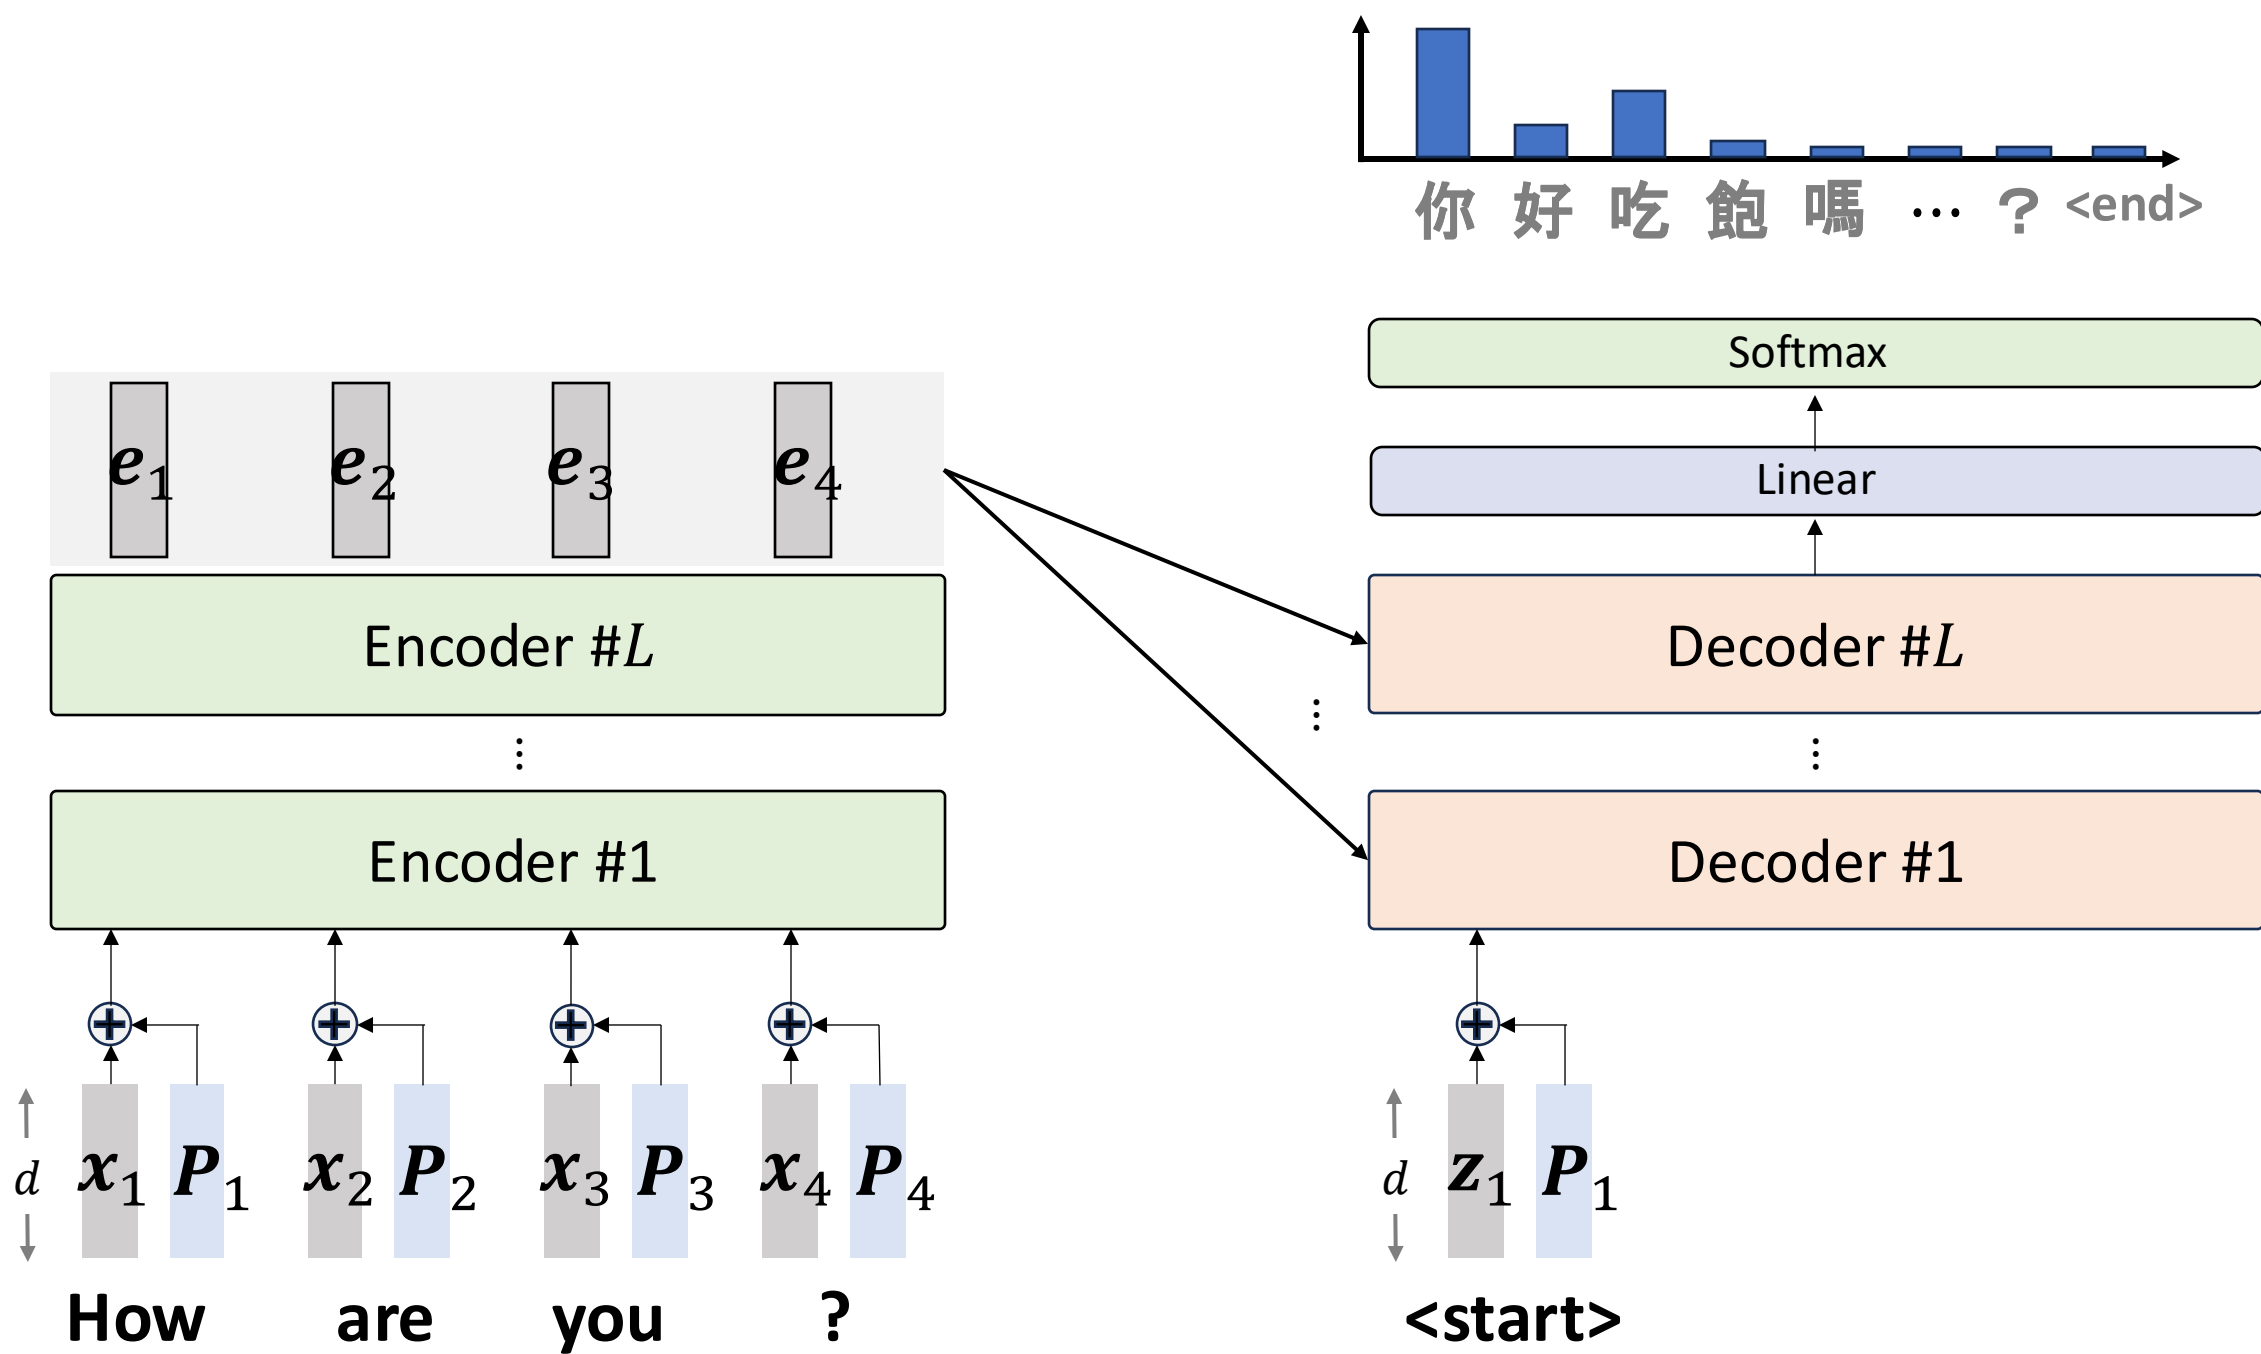 你 好 吃 飽 嗎 … ? <end>
Softmax
Linear
e1 e2 e3 e4
Encoder #L
Decoder #L
⋮
⋮
⋮
Encoder #1
Decoder #1
d x1 P1 x2 P2 x3 P3 x4 P4
d z1 P1
How are you ?
<start>